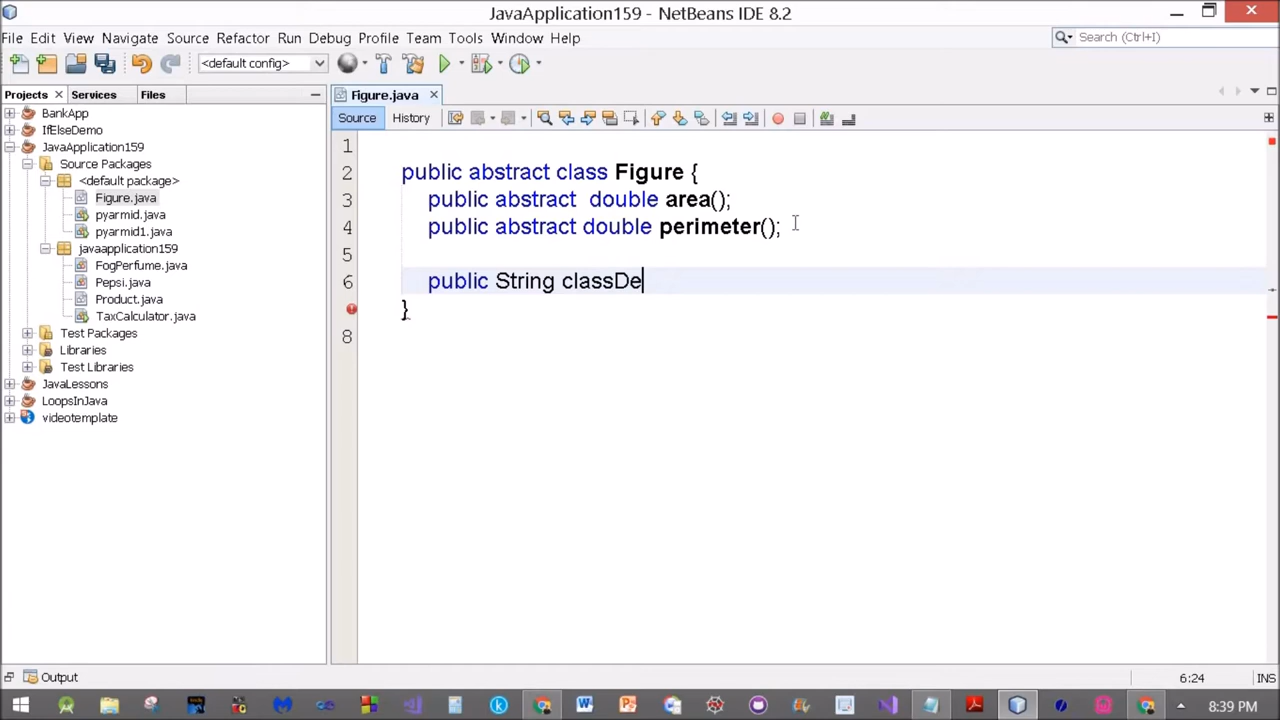 JavaApplication159 - NetBeans IDE 8.2
File Edit View Navigate Source Refactor Run Debug Profile Team Tools Window Help
Search (Ctrl+I)
<default config>
Projects Services Files
Figure.java
Source History
BankApp
IfElseDemo
JavaApplication159
Source Packages
<default package>
Figure.java
pyarmid.java
pyarmid1.java
javaapplication159
FogPerfume.java
Pepsi.java
Product.java
TaxCalculator.java
Test Packages
Libraries
Test Libraries
JavaLessons
LoopsInJava
videotemplate
1
2 public abstract class Figure {
3 public abstract  double area();
4 public abstract double perimeter();
5
6 public String classDe
}
8
Output
6:24 INS
8:39 PM